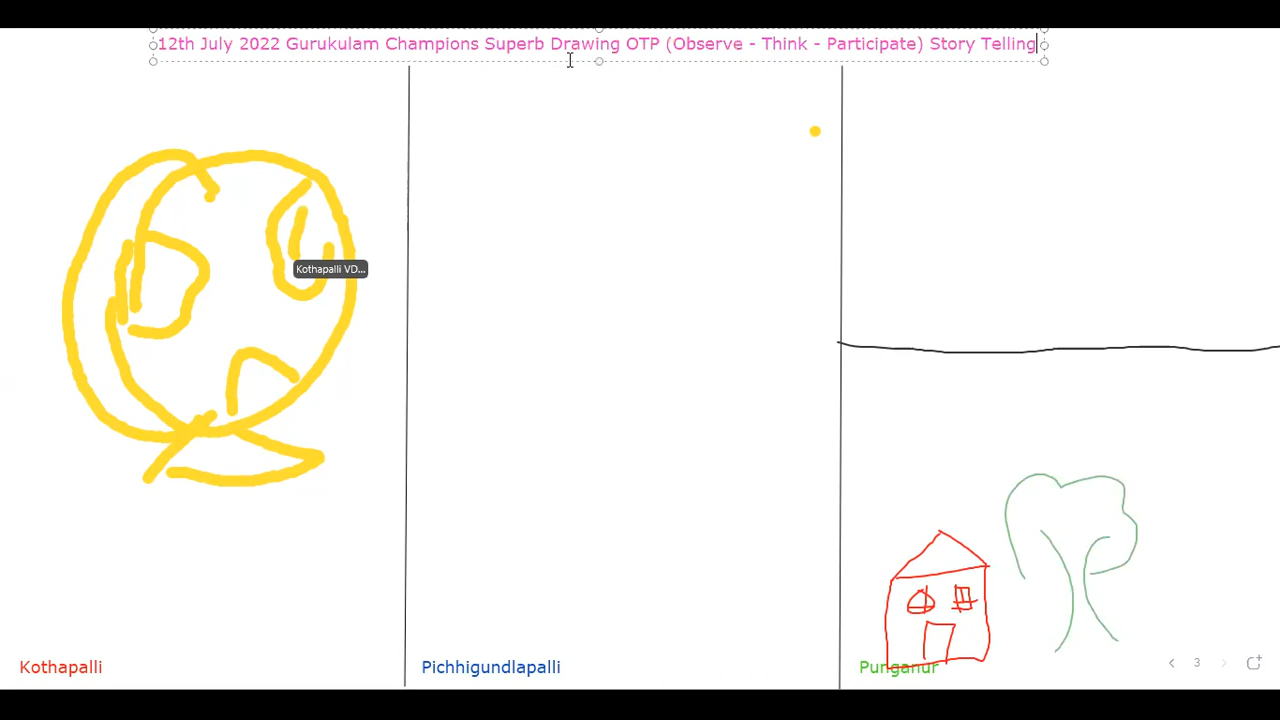 12th July 2022 Gurukulam Champions Superb Drawing OTP (Observe - Think - Participate) Story Telling
Kothapalli VD...
Kothapalli
Pichhigundlapalli
Punganur
3